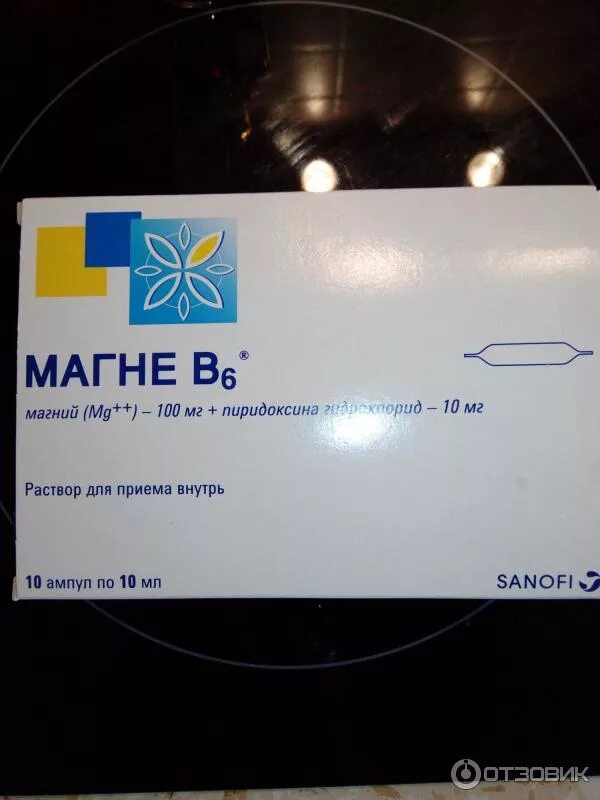 МАГНЕ B6®
магний (Mg++) – 100 мг + пиридоксина гидрохлорид – 10 мг
Раствор для приема внутрь
10 ампул по 10 мл
SANOFI
ОТЗОВИК